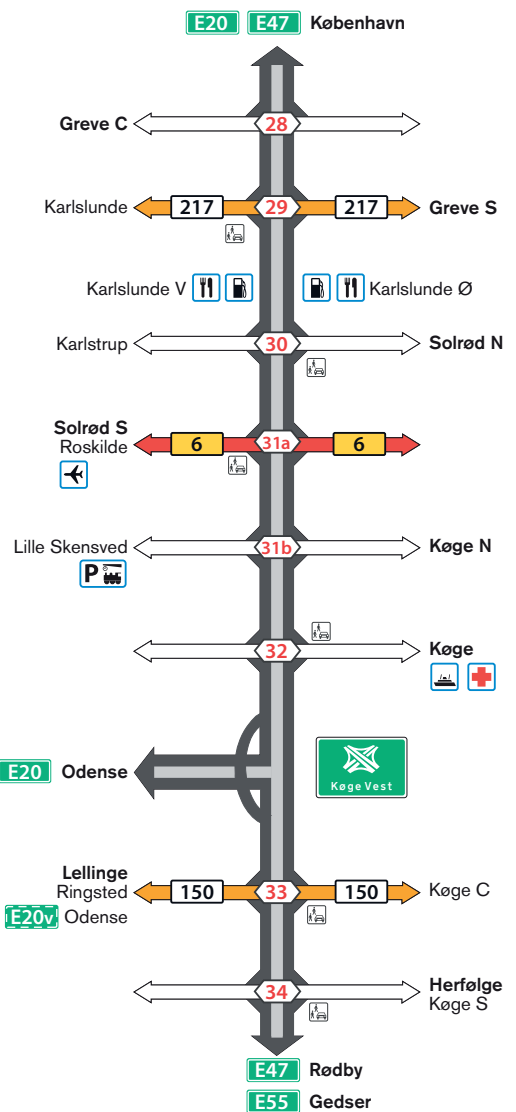 E20 E47 København
Greve C 28
Karlslunde 217 29 217 Greve S
Karlslunde V Karlslunde Ø
Karlstrup 30 Solrød N
Solrød S
Roskilde 6 31a 6
Lille Skensved 31b Køge N
P
32 Køge
E20 Odense
Køge Vest
Lellinge
Ringsted 150 33 150 Køge C
E20v Odense
34 Herfølge
Køge S
E47 Rødby
E55 Gedser